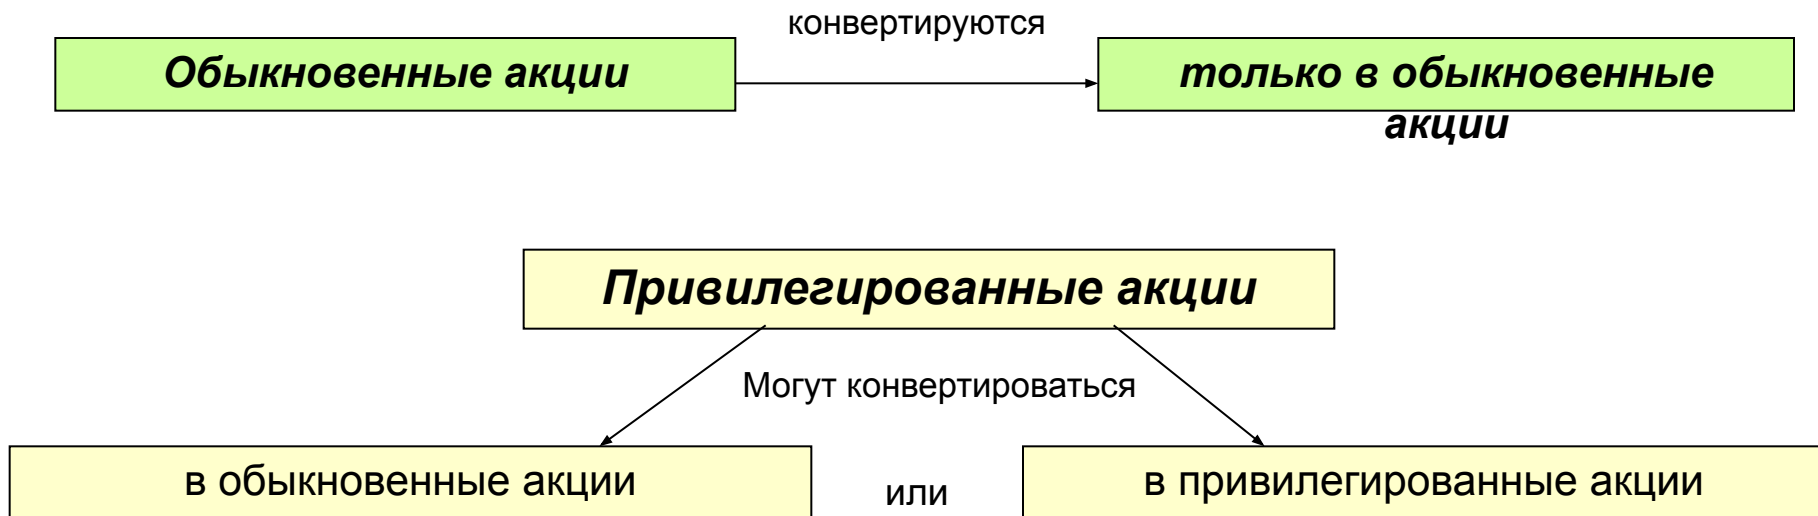 конвертируются
Обыкновенные акции
только в обыкновенные
акции
Привилегированные акции
Могут конвертироваться
в обыкновенные акции
или
в привилегированные акции